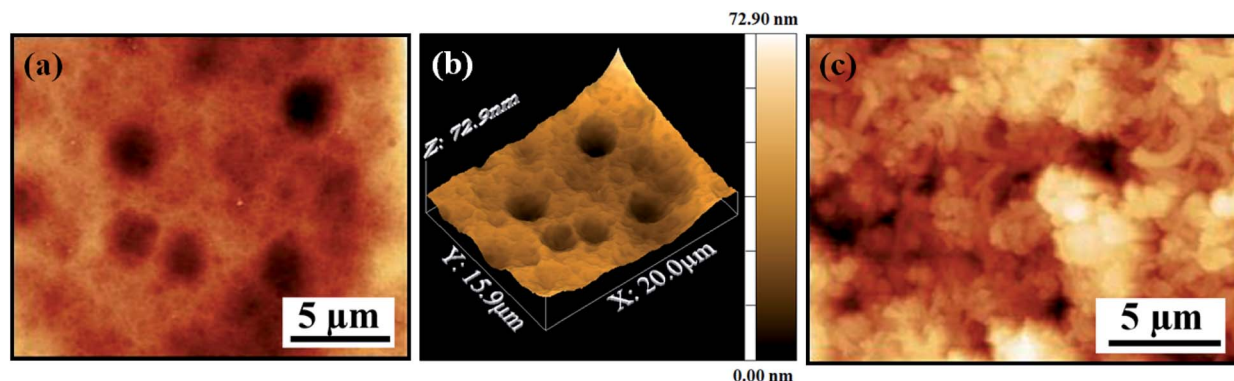 72.90 nm
(a)
(b)
(c)
Z: 72.9nm
Y: 15.9µm
X: 20.0µm
5 µm
5 µm
0.00 nm